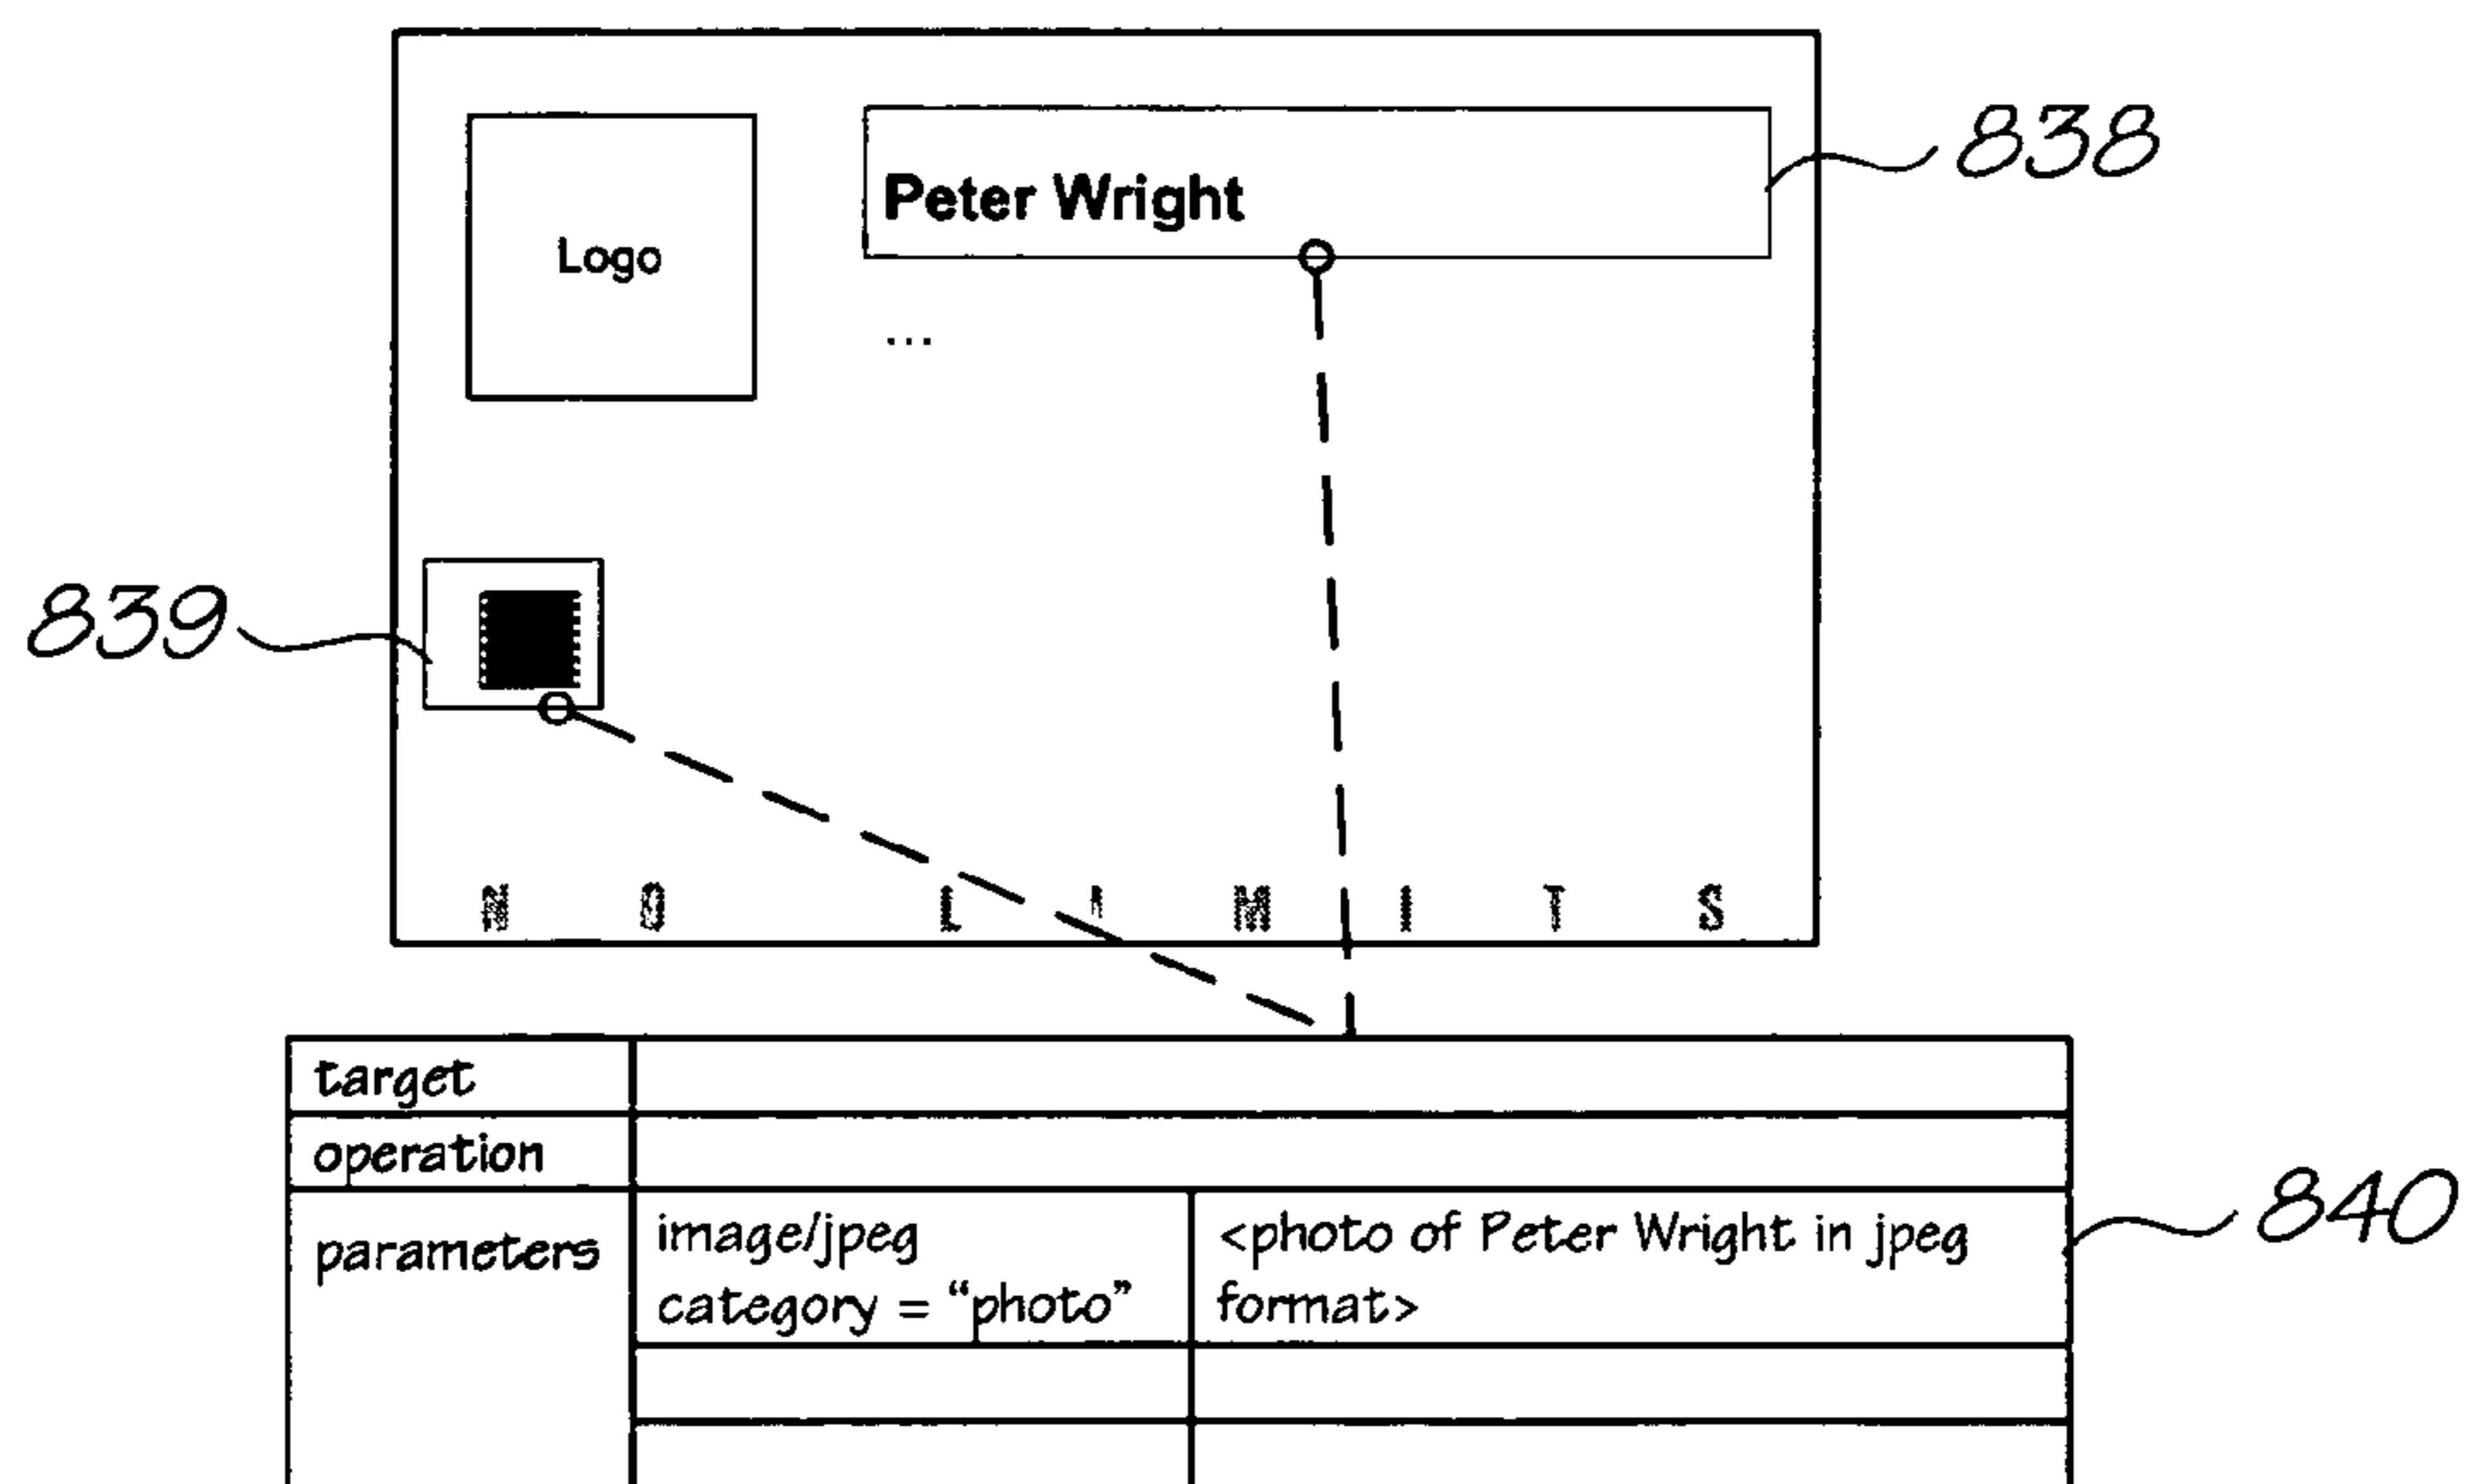 838
Peter Wright
Logo
...
839
N O L I M I T S
target
operation
840
parameters
image/jpeg
category = “photo”
<photo of Peter Wright in jpeg
format>